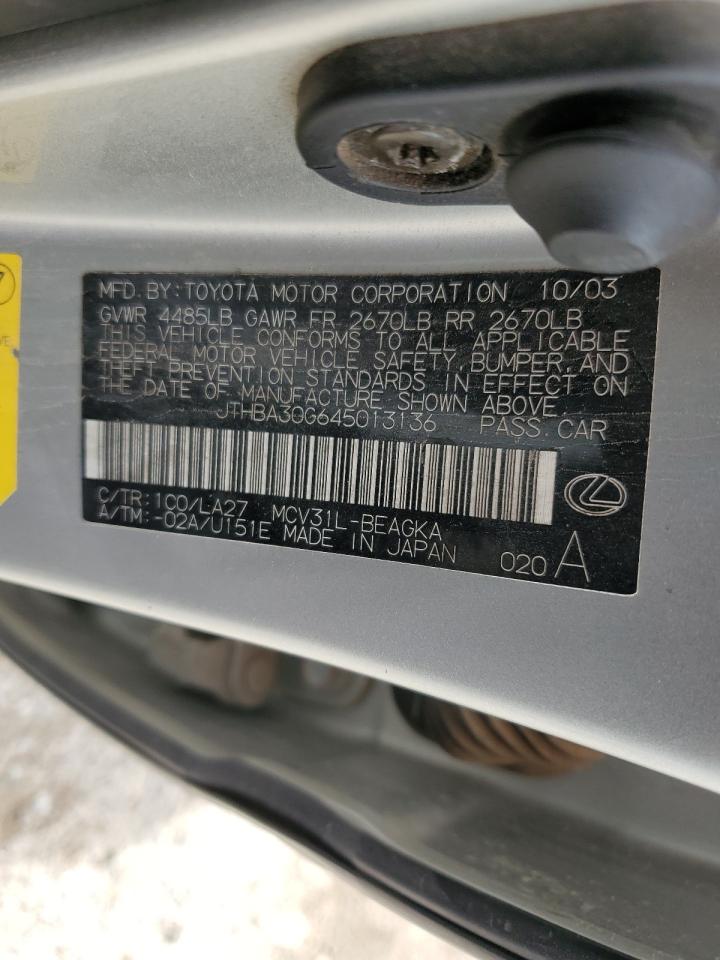 MFD.BY:TOYOTA MOTOR CORPORATION 10/03
GVWR 4485LB GAWR FR 2670LB RR 2670LB
THIS VEHICLE CONFORMS TO ALL APPLICABLE
FEDERAL MOTOR VEHICLE SAFETY, BUMPER, AND
THEFT PREVENTION STANDARDS IN EFFECT ON
THE DATE OF MANUFACTURE SHOWN ABOVE.
JTHBA30G645013136 PASS.CAR
C/TR:1C0/LA27 MCV31L-BEAGKA
A/TM:-02A/U151E MADE IN JAPAN
020 A